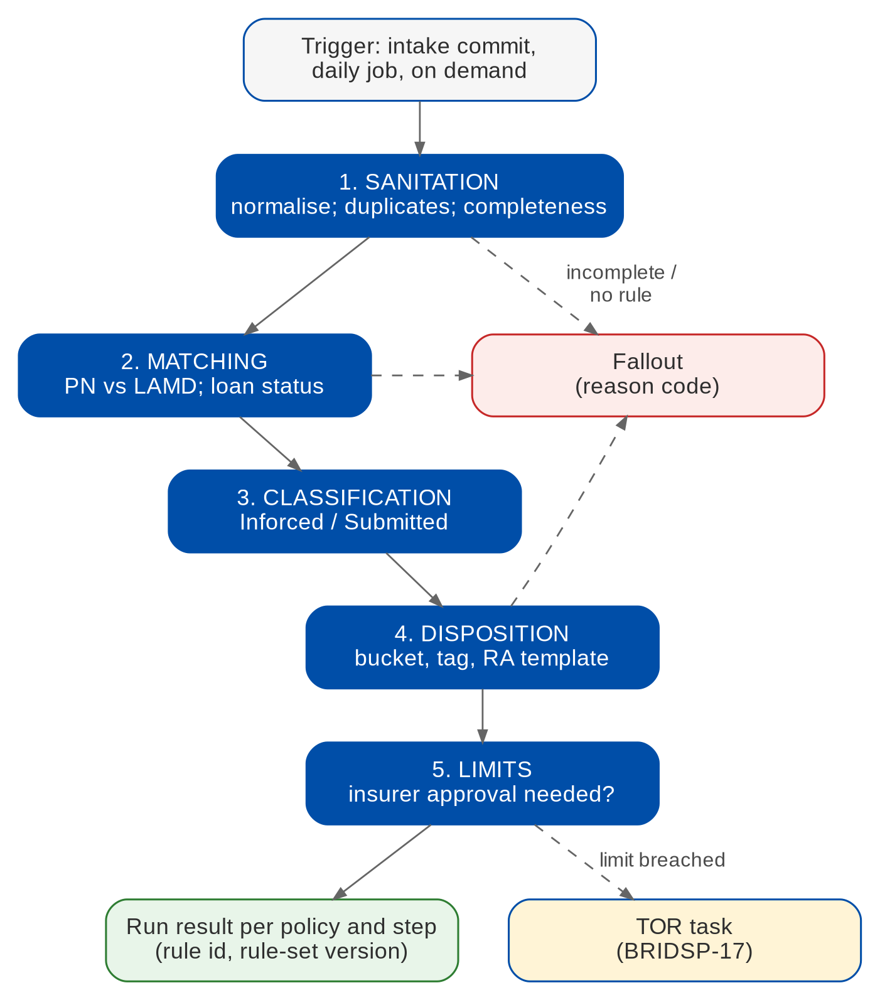 Trigger: intake commit,
daily job, on demand
1. SANITATION
normalise; duplicates; completeness
incomplete /
no rule
2. MATCHING
PN vs LAMD; loan status
Fallout
(reason code)
3. CLASSIFICATION
Inforced / Submitted
4. DISPOSITION
bucket, tag, RA template
5. LIMITS
insurer approval needed?
limit breached
Run result per policy and step
(rule id, rule-set version)
TOR task
(BRIDSP-17)